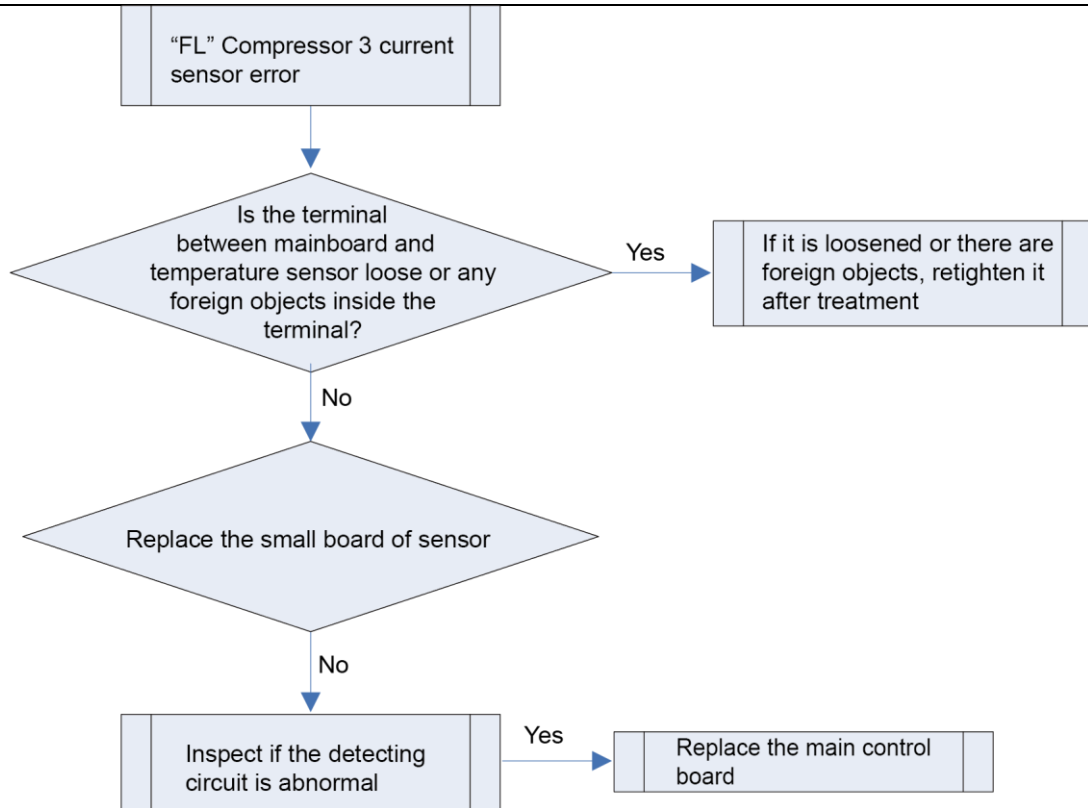 “FL” Compressor 3 current
sensor error
Is the terminal
between mainboard and
temperature sensor loose or any
foreign objects inside the
terminal?
Yes
If it is loosened or there are
foreign objects, retighten it
after treatment
No
Replace the small board of sensor
No
Inspect if the detecting
circuit is abnormal
Yes
Replace the main control
board